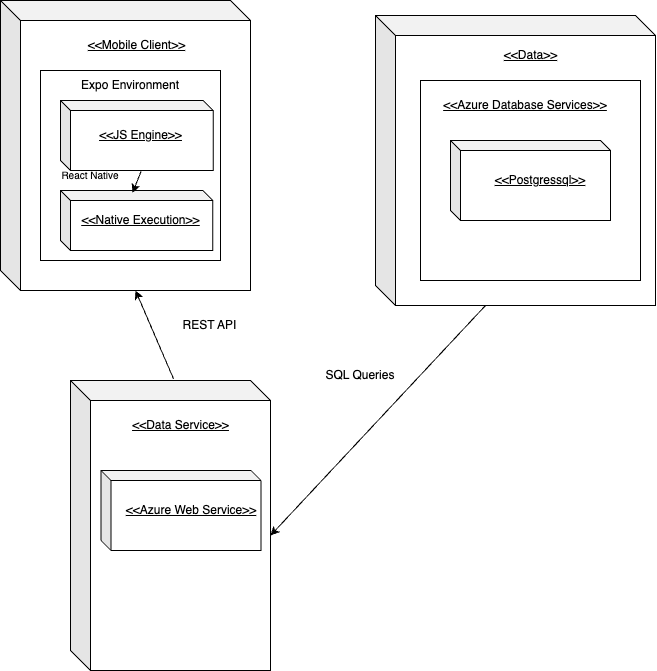 <<Mobile Client>>
Expo Environment
<<JS Engine>>
React Native
<<Native Execution>>
<<Data>>
<<Azure Database Services>>
<<Postgressql>>
REST API
SQL Queries
<<Data Service>>
<<Azure Web Service>>